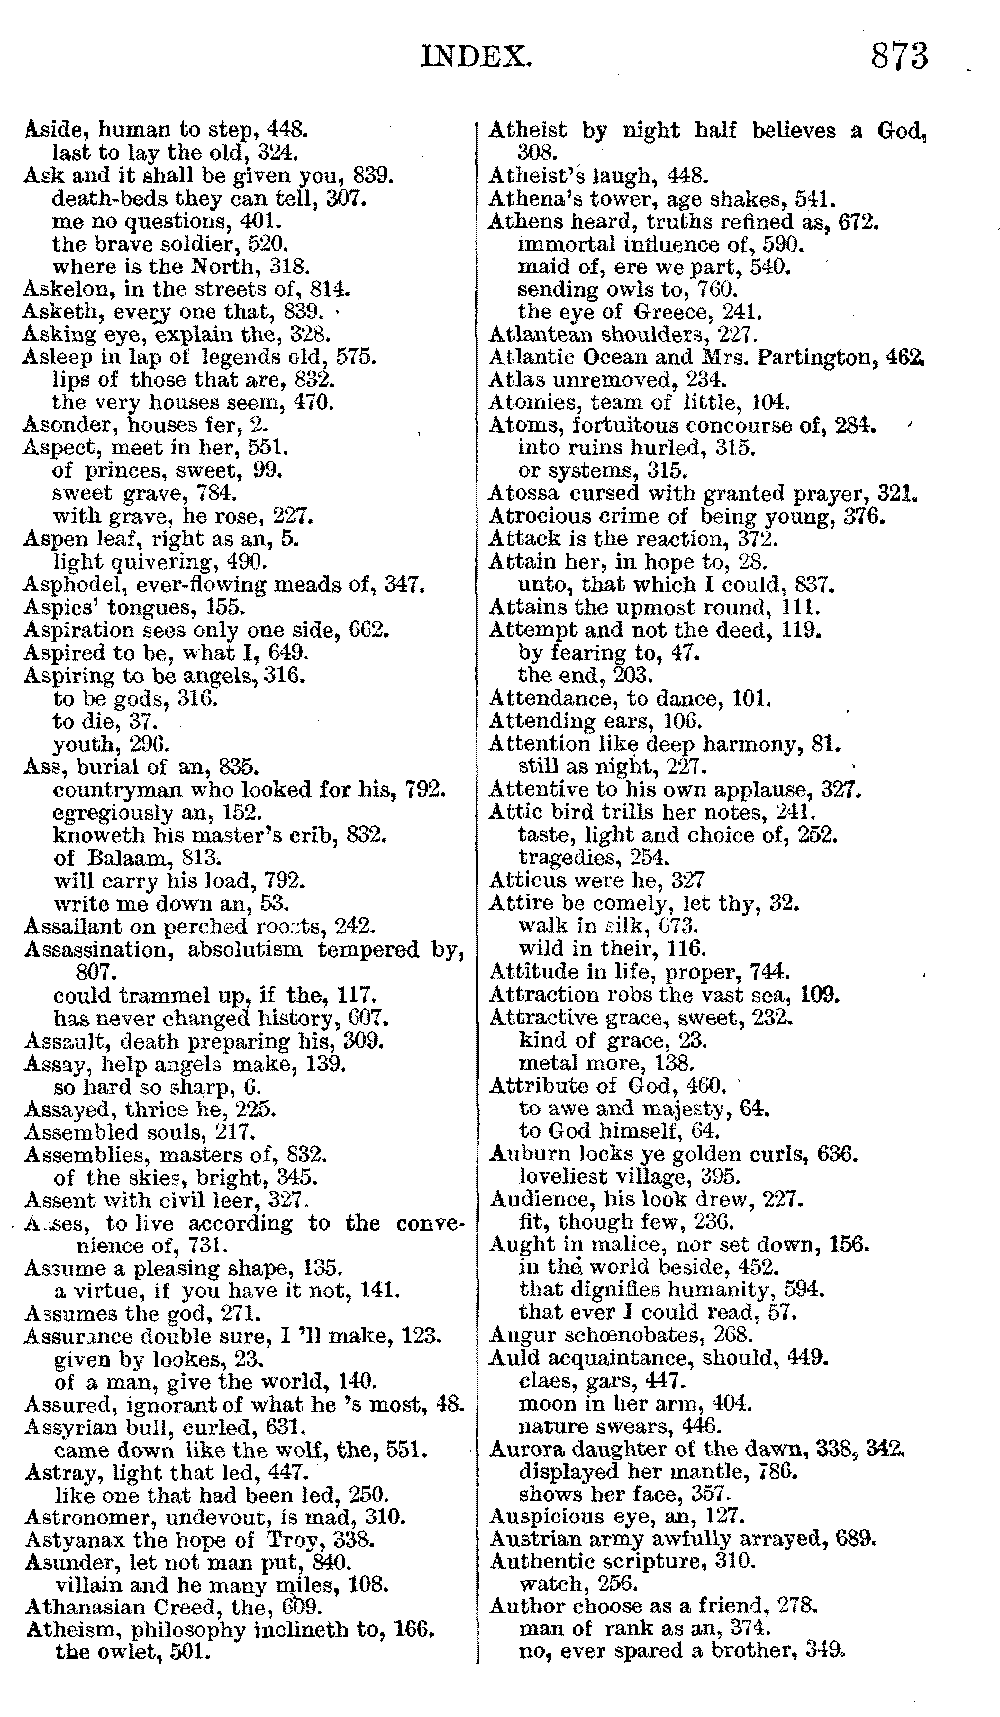 INDEX. 873
Aside, human to step, 448.
last to lay the old, 324.
Ask and it shall be given you, 839.
death-beds they can tell, 307.
me no questions, 401.
the brave soldier, 520.
where is the North, 318.
Askelon, in the streets of, 814.
Asketh, every one that, 839.
Asking eye, explain the, 328.
Asleep in lap of legends old, 575.
lips of those that are, 832.
the very houses seem, 470.
Asonder, houses fer, 2.
Aspect, meet in her, 551.
of princes, sweet, 99.
sweet grave, 784.
with grave, he rose, 227.
Aspen leaf, right as an, 5.
light quivering, 490.
Asphodel, ever-flowing meads of, 347.
Aspics' tongues, 155.
Aspiration sees only one side, 662.
Aspired to be, what I, 649.
Aspiring to be angels, 316.
to be gods, 316.
to die, 37.
youth, 296.
Ass, burial of an, 835.
countryman who looked for his, 792.
egregiously an, 152.
knoweth his master's crib, 832.
of Balaam, 813.
will carry his load, 792.
write me down an, 53.
Assailant on perched roosts, 242.
Assassination, absolutism tempered by,
807.
could trammel up, if the, 117.
has never changed history, 607.
Assault, death preparing his, 309.
Assay, help angels make, 139.
so hard so sharp, 6.
Assayed, thrice he, 225.
Assembled souls, 217.
Assemblies, masters of, 832.
of the skies, bright, 345.
Assent with civil leer, 327.
Asses, to live according to the conve-
nience of, 731.
Assume a pleasing shape, 135.
a virtue, if you have it not, 141.
Assumes the god, 271.
Assurance double sure, I 'll make, 123.
given by lookes, 23.
of a man, give the world, 140.
Assured, ignorant of what he 's most, 48.
Assyrian bull, curled, 631.
came down like the wolf, the, 551.
Astray, light that led, 447.
like one that had been led, 250.
Astronomer, undevout, is mad, 310.
Astyanax the hope of Troy, 338.
Asunder, let not man put, 840.
villain and he many miles, 108.
Athanasian Creed, the, 609.
Atheism, philosophy inclineth to, 166.
the owlet, 501.
Atheist by night half believes a God,
308.
Atheist's laugh, 448.
Athena's tower, age shakes, 541.
Athens heard, truths refined as, 672.
immortal influence of, 590.
maid of, ere we part, 540.
sending owls to, 760.
the eye of Greece, 241.
Atlantean shoulders, 227.
Atlantic Ocean and Mrs. Partington, 462.
Atlas unremoved, 234.
Atomies, team of little, 104.
Atoms, fortuitous concourse of, 284.
into ruins hurled, 315.
or systems, 315.
Atossa cursed with granted prayer, 321.
Atrocious crime of being young, 376.
Attack is the reaction, 372.
Attain her, in hope to, 28.
unto, that which I could, 837.
Attains the upmost round, 111.
Attempt and not the deed, 119.
by fearing to, 47.
the end, 203.
Attendance, to dance, 101.
Attending ears, 106.
Attention like deep harmony, 81.
still as night, 227.
Attentive to his own applause, 327.
Attic bird trills her notes, 241.
taste, light and choice of, 252.
tragedies, 254.
Atticus were he, 327
Attire be comely, let thy, 32.
walk in silk, 673.
wild in their, 116.
Attitude in life, proper, 744.
Attraction robs the vast sea, 109.
Attractive grace, sweet, 232.
kind of grace, 23.
metal more, 138.
Attribute of God, 460.
to awe and majesty, 64.
to God himself, 64.
Auburn locks ye golden curls, 636.
loveliest village, 395.
Audience, his look drew, 227.
fit, though few, 236.
Aught in malice, nor set down, 156.
in the world beside, 452.
that dignifies humanity, 594.
that ever I could read, 57.
Augur schœnobates, 268.
Auld acquaintance, should, 449.
claes, gars, 447.
moon in her arm, 404.
nature swears, 446.
Aurora daughter of the dawn, 338, 342.
displayed her mantle, 786.
shows her face, 357.
Auspicious eye, an, 127.
Austrian army awfully arrayed, 689.
Authentic scripture, 310.
watch, 256.
Author choose as a friend, 278.
man of rank as an, 374.
no, ever spared a brother, 349.